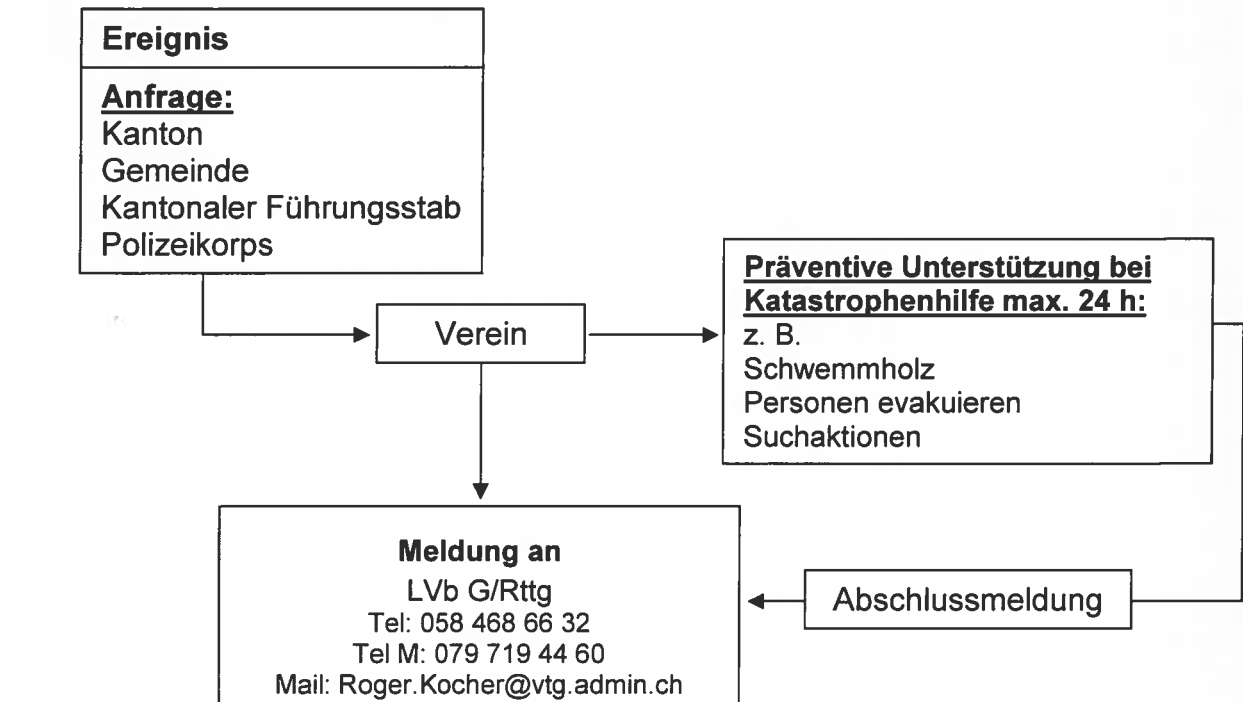 Ereignis
Anfrage:
Kanton
Gemeinde
Kantonaler Führungsstab
Polizeikorps
Verein
Präventive Unterstützung bei
Katastrophenhilfe max. 24 h:
z. B.
Schwemmholz
Personen evakuieren
Suchaktionen
Meldung an
LVb G/Rttg
Tel: 058 468 66 32
Tel M: 079 719 44 60
Mail: Roger.Kocher@vtg.admin.ch
Abschlussmeldung